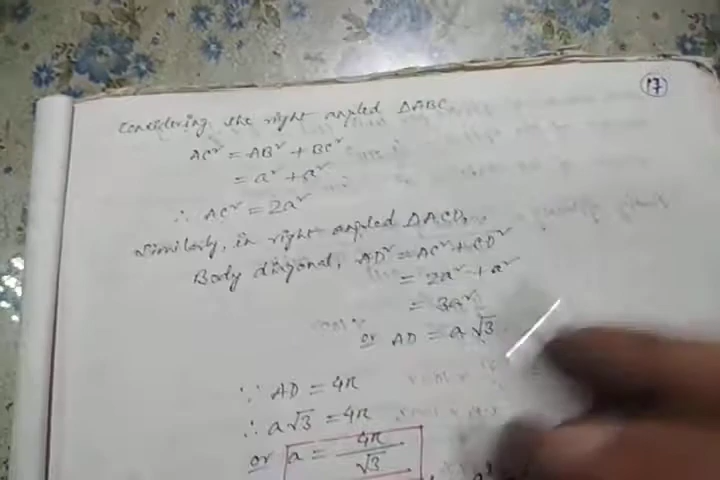 17
Considering the right angled ΔABC
AC² = AB² + BC²
= a² + a²
∴ AC² = 2a²
Similarly, in right angled ΔACD,
Body diagonal, AD² = AC² + CD²
= 2a² + a²
= 3a²
or AD = a√3
∵ AD = 4r
∴ a√3 = 4r
or a = 4r/√3